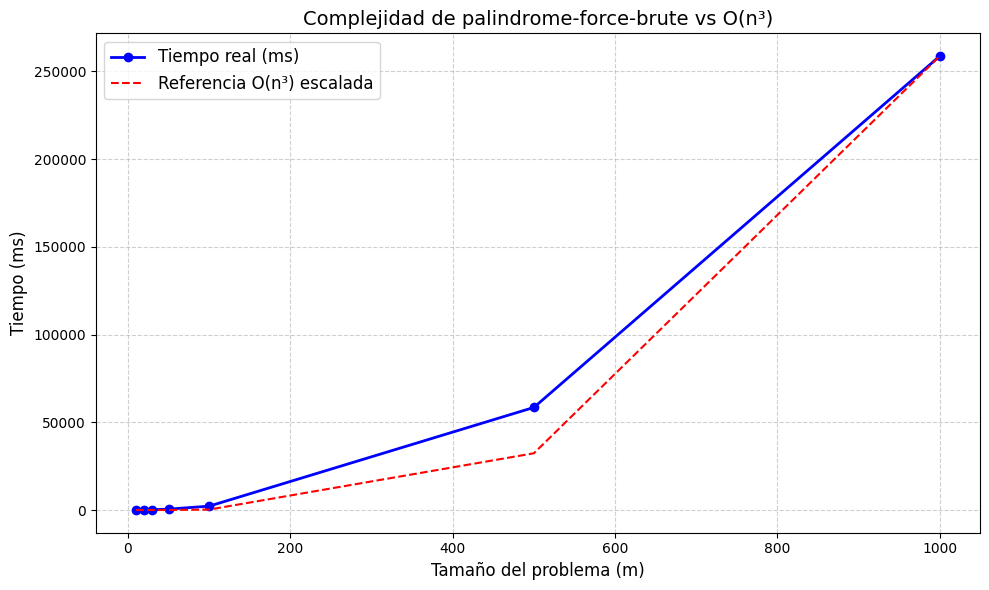 Complejidad de palindrome-force-brute vs O(n³)
Tiempo real (ms)
Referencia O(n³) escalada
Tiempo (ms)
250000
200000
150000
100000
50000
0
0
200
400
600
800
1000
Tamaño del problema (m)